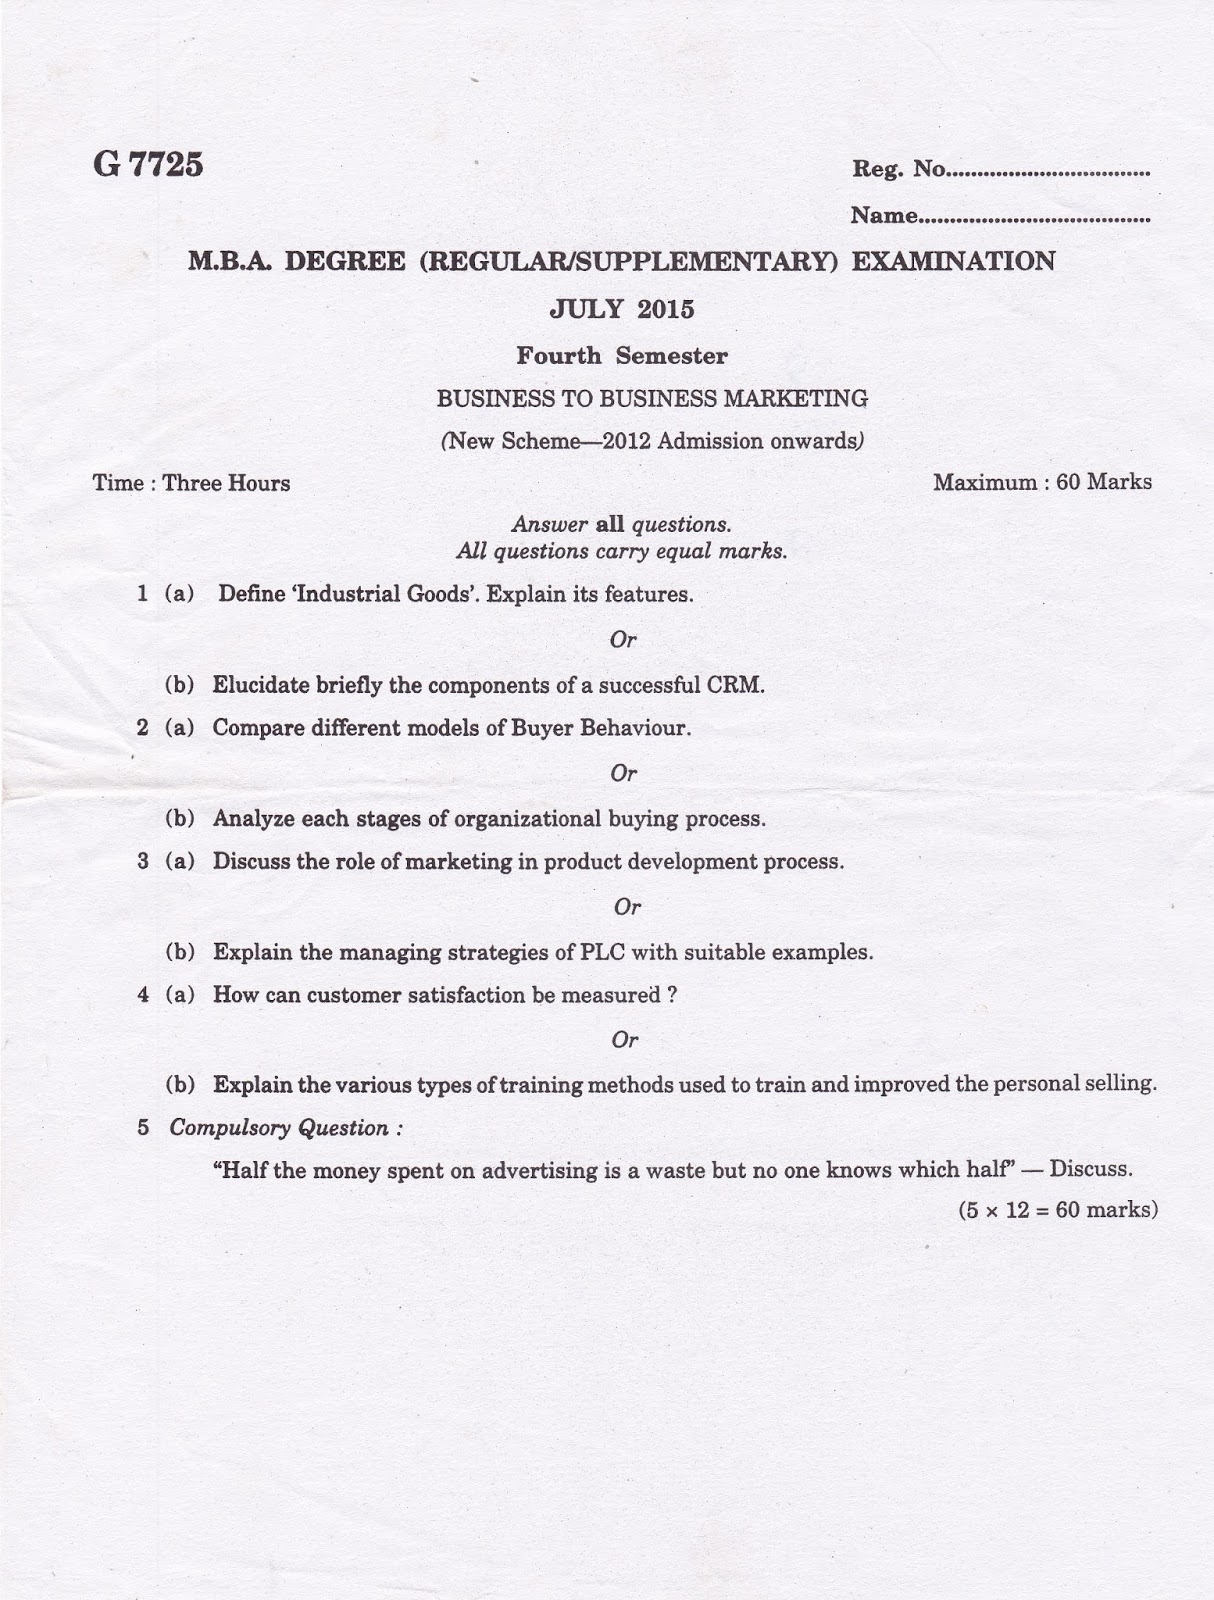 G 7725
Reg. No.................................
Name.....................................
M.B.A. DEGREE (REGULAR/SUPPLEMENTARY) EXAMINATION
JULY 2015
Fourth Semester
BUSINESS TO BUSINESS MARKETING
(New Scheme—2012 Admission onwards)
Time : Three Hours Maximum : 60 Marks
Answer all questions.
All questions carry equal marks.
1 (a) Define ‘Industrial Goods’. Explain its features.
Or
(b) Elucidate briefly the components of a successful CRM.
2 (a) Compare different models of Buyer Behaviour.
Or
(b) Analyze each stages of organizational buying process.
3 (a) Discuss the role of marketing in product development process.
Or
(b) Explain the managing strategies of PLC with suitable examples.
4 (a) How can customer satisfaction be measured ?
Or
(b) Explain the various types of training methods used to train and improved the personal selling.
5 Compulsory Question :
“Half the money spent on advertising is a waste but no one knows which half” — Discuss.
(5 × 12 = 60 marks)